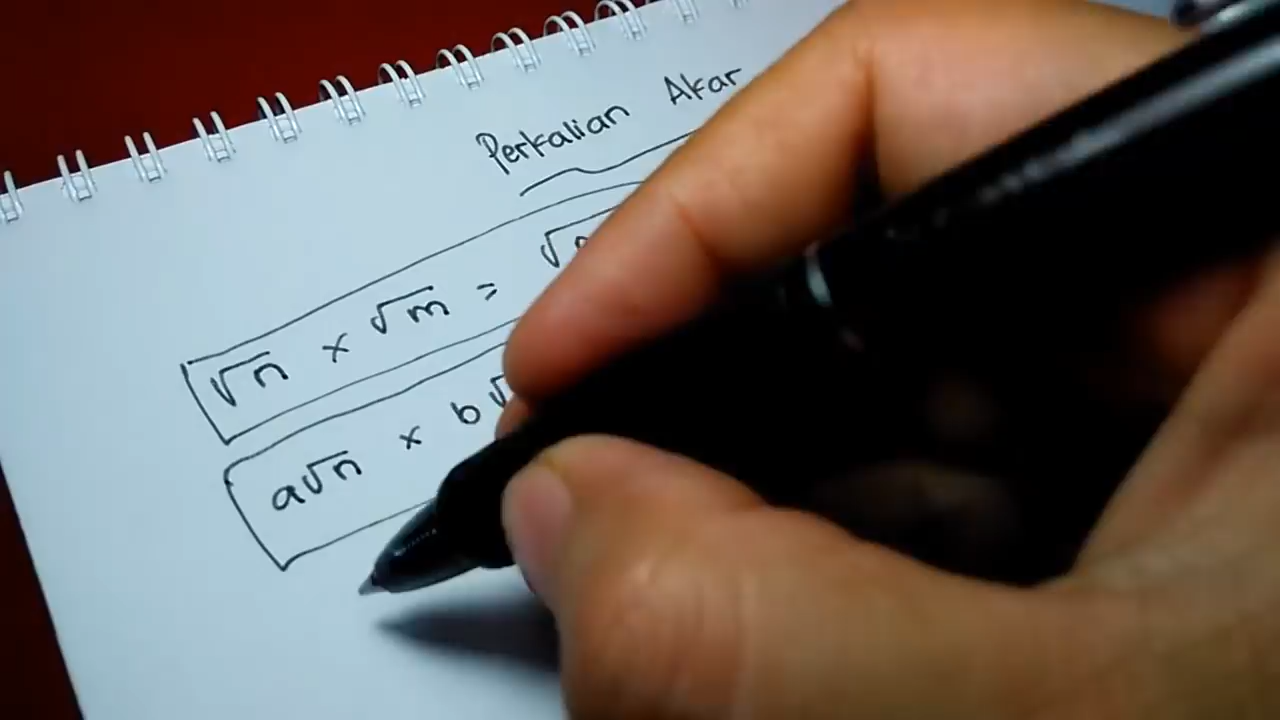 Perkalian Akar
√n × √m = √
a√n × b√